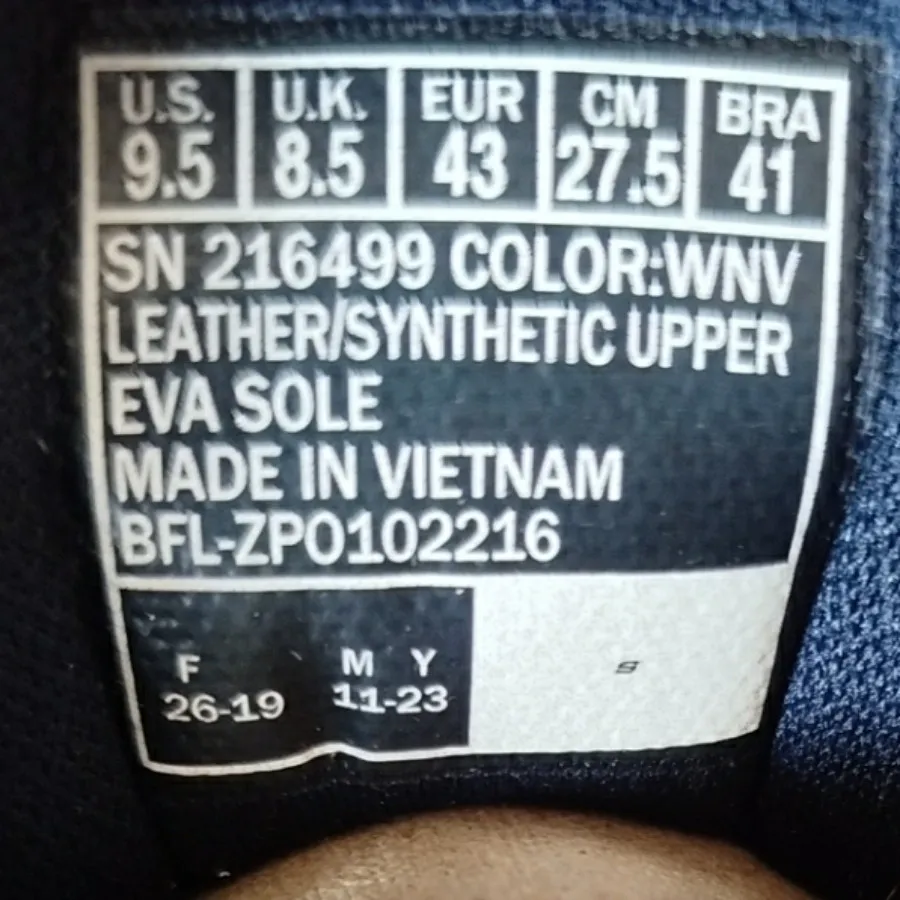 U.S. U.K. EUR CM BRA
9.5 8.5 43 27.5 41
SN 216499 COLOR:WNV
LEATHER/SYNTHETIC UPPER
EVA SOLE
MADE IN VIETNAM
BFL-ZPO102216
F M Y
26-19 11-23
S